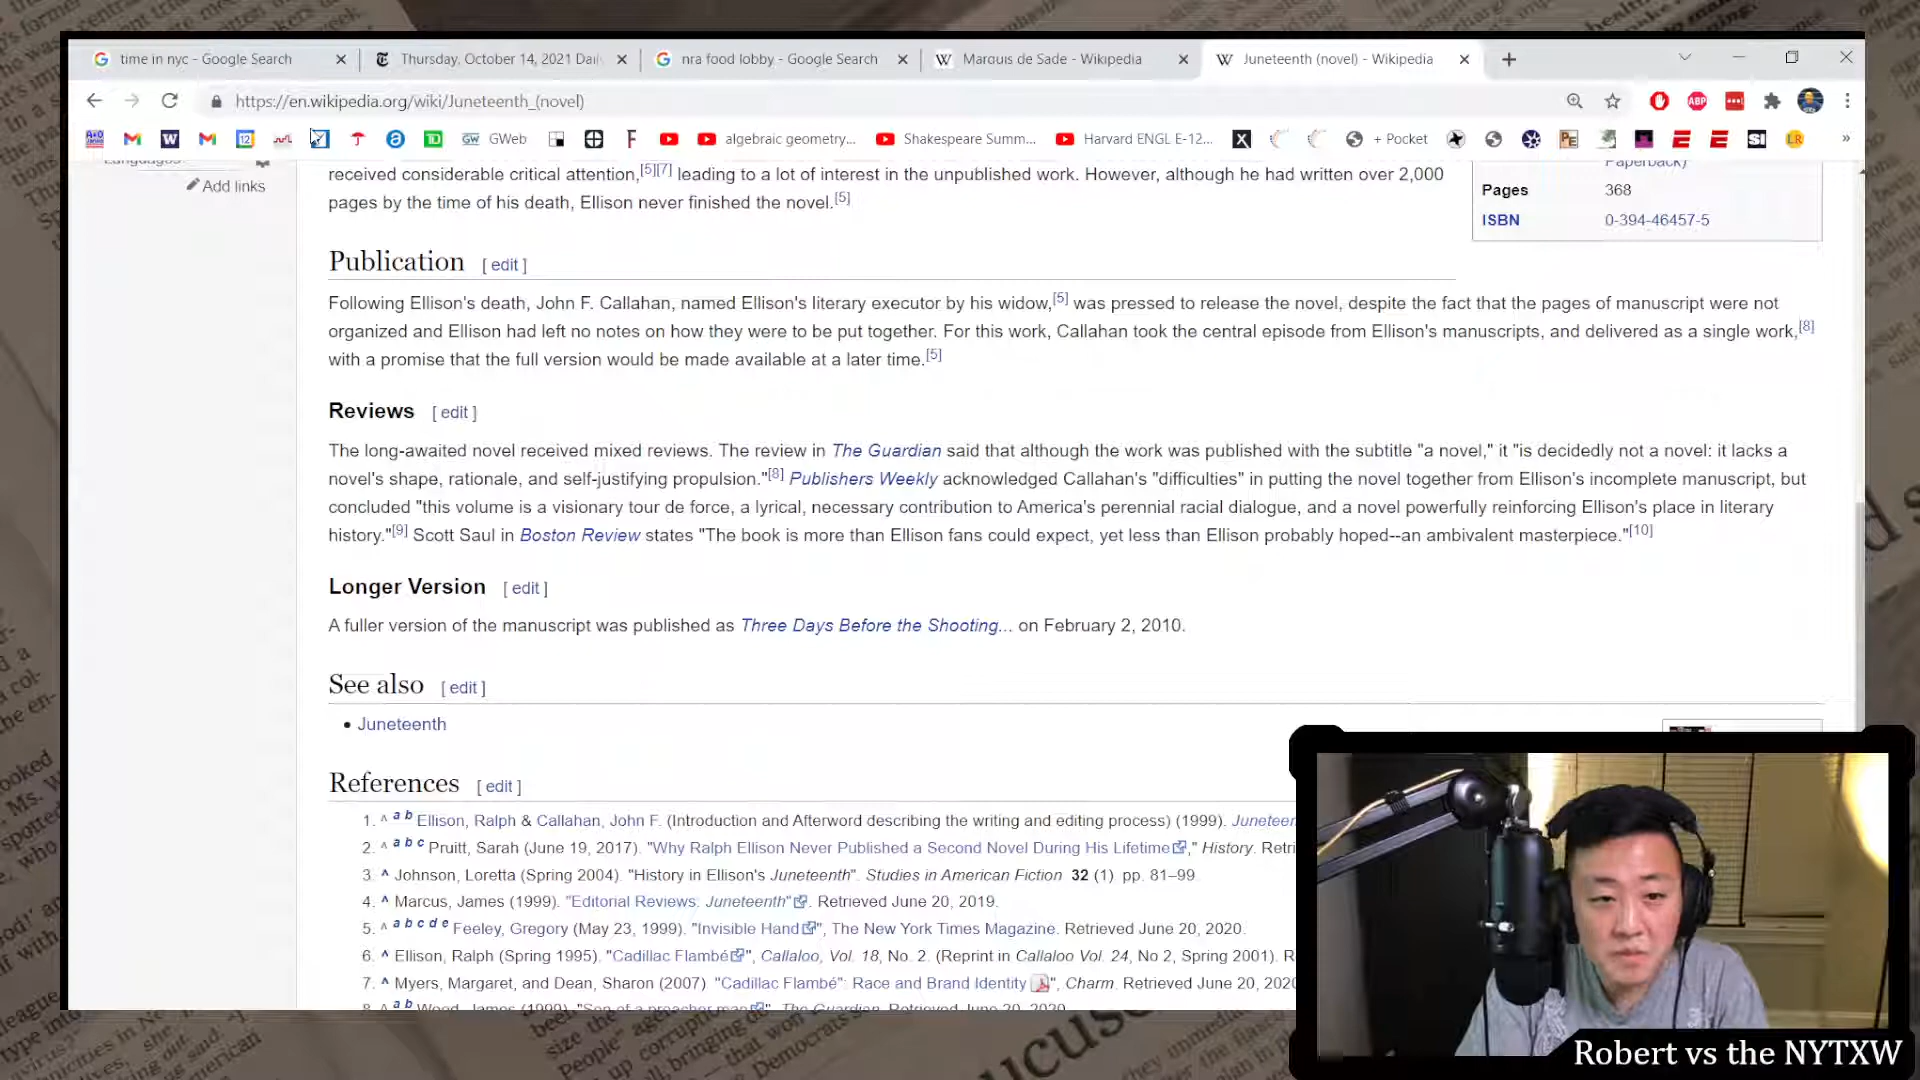 time in nyc - Google Search
Thursday, October 14, 2021 Dail
nra food lobby - Google Search
Marquis de Sade - Wikipedia
Juneteenth (novel) - Wikipedia
https://en.wikipedia.org/wiki/Juneteenth_(novel)
GWeb
algebraic geometry...
Shakespeare Summ...
Harvard ENGL E-12...
+ Pocket
Languages
Add links
received considerable critical attention,[5][7] leading to a lot of interest in the unpublished work. However, although he had written over 2,000
pages by the time of his death, Ellison never finished the novel.[5]
Paperback)
Pages 368
ISBN 0-394-46457-5
Publication [ edit ]
Following Ellison's death, John F. Callahan, named Ellison's literary executor by his widow,[5] was pressed to release the novel, despite the fact that the pages of manuscript were not
organized and Ellison had left no notes on how they were to be put together. For this work, Callahan took the central episode from Ellison's manuscripts, and delivered as a single work,[8]
with a promise that the full version would be made available at a later time.[5]
Reviews [ edit ]
The long-awaited novel received mixed reviews. The review in The Guardian said that although the work was published with the subtitle "a novel," it "is decidedly not a novel: it lacks a
novel's shape, rationale, and self-justifying propulsion."[8] Publishers Weekly acknowledged Callahan's "difficulties" in putting the novel together from Ellison's incomplete manuscript, but
concluded "this volume is a visionary tour de force, a lyrical, necessary contribution to America's perennial racial dialogue, and a novel powerfully reinforcing Ellison's place in literary
history."[9] Scott Saul in Boston Review states "The book is more than Ellison fans could expect, yet less than Ellison probably hoped--an ambivalent masterpiece."[10]
Longer Version [ edit ]
A fuller version of the manuscript was published as Three Days Before the Shooting... on February 2, 2010.
See also [ edit ]
• Juneteenth
References [ edit ]
1. ^ a b Ellison, Ralph & Callahan, John F. (Introduction and Afterword describing the writing and editing process) (1999). Juneteen
2. ^ a b c Pruitt, Sarah (June 19, 2017). "Why Ralph Ellison Never Published a Second Novel During His Lifetime," History. Retri
3. ^ Johnson, Loretta (Spring 2004). "History in Ellison's Juneteenth". Studies in American Fiction 32 (1) pp. 81–99
4. ^ Marcus, James (1999). "Editorial Reviews: Juneteenth". Retrieved June 20, 2019.
5. ^ a b c d e Feeley, Gregory (May 23, 1999). "Invisible Hand", The New York Times Magazine. Retrieved June 20, 2020.
6. ^ Ellison, Ralph (Spring 1995). "Cadillac Flambé", Callaloo, Vol. 18, No. 2. (Reprint in Callaloo Vol. 24, No 2, Spring 2001). R
7. ^ Myers, Margaret, and Dean, Sharon (2007) "Cadillac Flambé": Race and Brand Identity, Charm. Retrieved June 20, 2020
8. ^ a b Wood, James (1999) "Son of a preacher man", The Guardian. Retrieved June 20, 2020
Robert vs the NYTXW